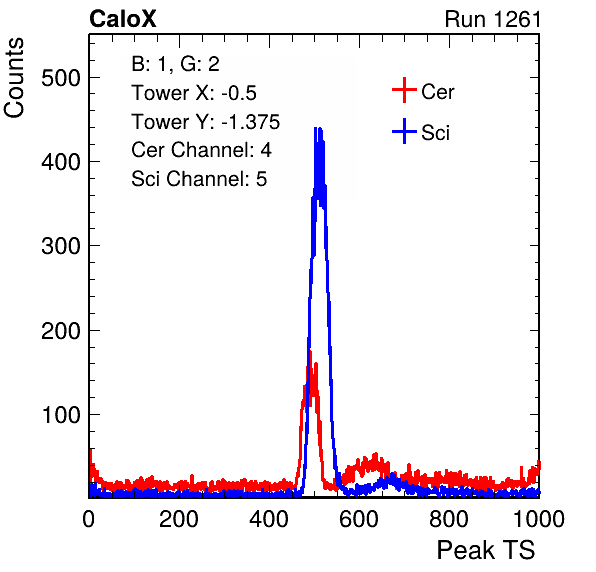 CaloX Run 1261
Counts
B: 1, G: 2
Tower X: -0.5
Tower Y: -1.375
Cer Channel: 4
Sci Channel: 5
Cer
Sci
500
400
300
200
100
0 200 400 600 800 1000
Peak TS